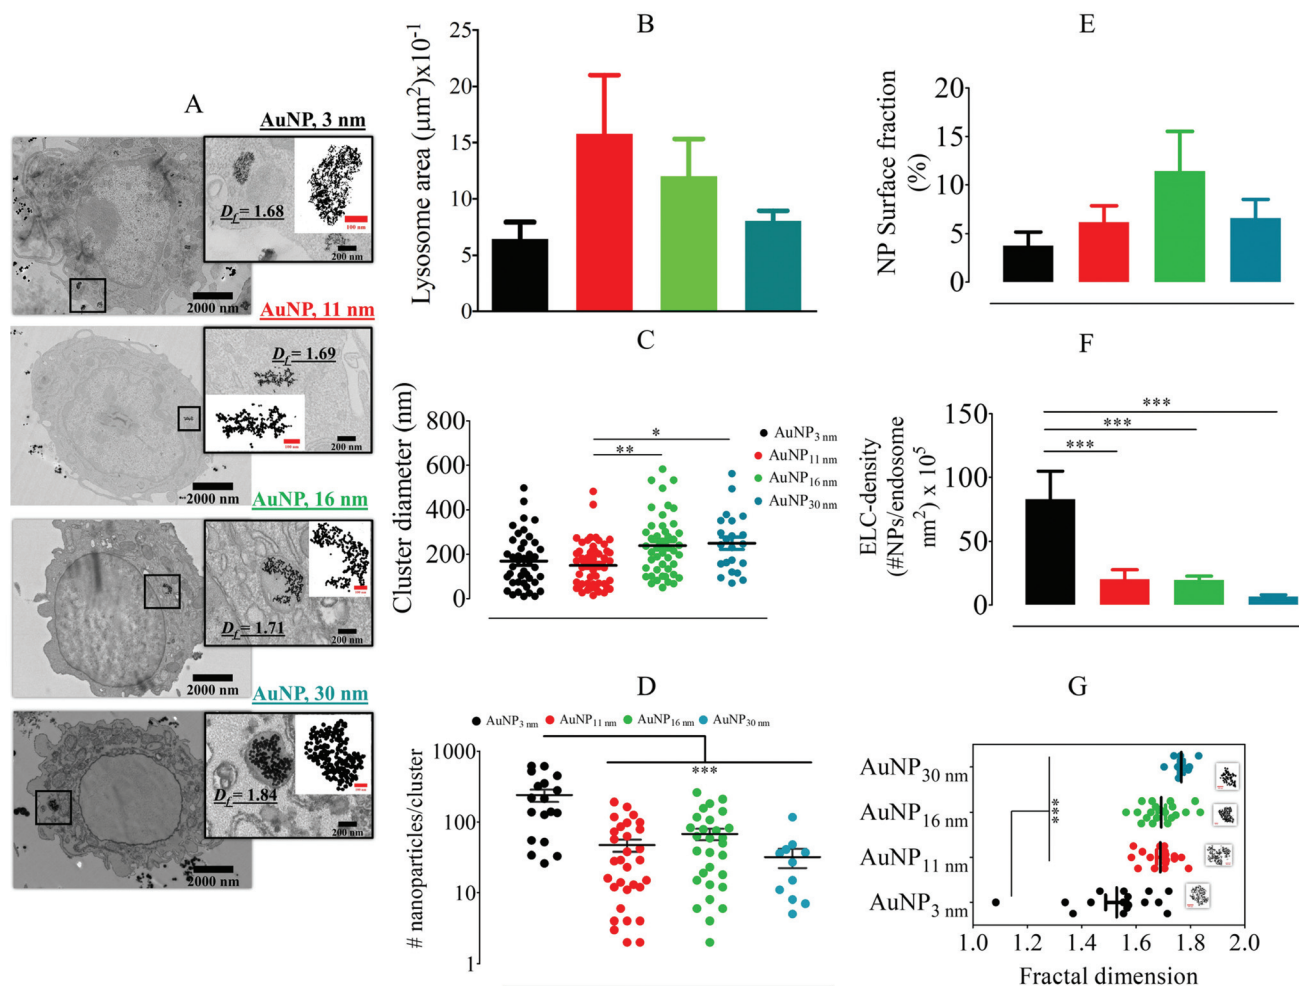 A
AuNP, 3 nm
Df = 1.68
100 nm
200 nm
2000 nm
AuNP, 11 nm
Df = 1.69
200 nm
2000 nm
AuNP, 16 nm
Df = 1.71
200 nm
2000 nm
AuNP, 30 nm
Df = 1.84
200 nm
2000 nm
B
Lysosome area (μm²)x10⁻¹
25
20
15
10
5
0
C
Cluster diameter (nm)
800
600
400
200
0
*
**
AuNP3 nm
AuNP11 nm
AuNP16 nm
AuNP30 nm
D
AuNP3 nm AuNP11 nm AuNP16 nm AuNP30 nm
# nanoparticles/cluster
1000
100
10
1
***
E
NP Surface fraction
(%)
20
15
10
5
0
F
ELC-density
(#NPs/endosome
nm²) x 10⁵
150
100
50
0
***
***
***
G
AuNP30 nm
AuNP16 nm
AuNP11 nm
AuNP3 nm
***
1.0 1.2 1.4 1.6 1.8 2.0
Fractal dimension